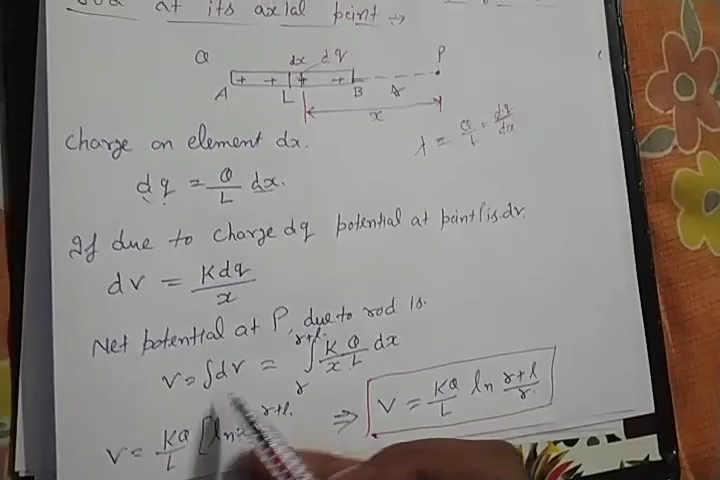 at its axial point :→
Q dx dq P
A L B r
x
λ = Q/L = dq/dx
Charge on element dx.
dq = Q/L dx.
If due to charge dq potential at point P is dv.
dv = Kdq/x
Net potential at P, due to rod is.
V = ∫dv = ∫_r^{r+l} K/x Q/L dx
V = KQ/L [ln x r+l. ⇒ V = KQ/L ln r+l/r.